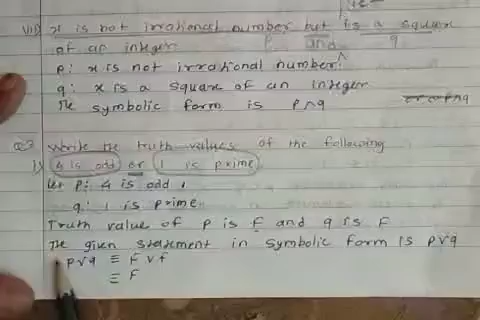 viii) x is not irrational number but is a square
of an integer p and q
p: x is not irrational number.
q: x is a square of an integer
The symbolic form is p∧q
Q.3 Write the truth values of the following
i) 4 is odd or 1 is prime
Let p: 4 is odd
q: 1 is prime
Truth value of p is F and q is F
The given statement in symbolic form is p∨q
p∨q ≡ F∨F
≡ F